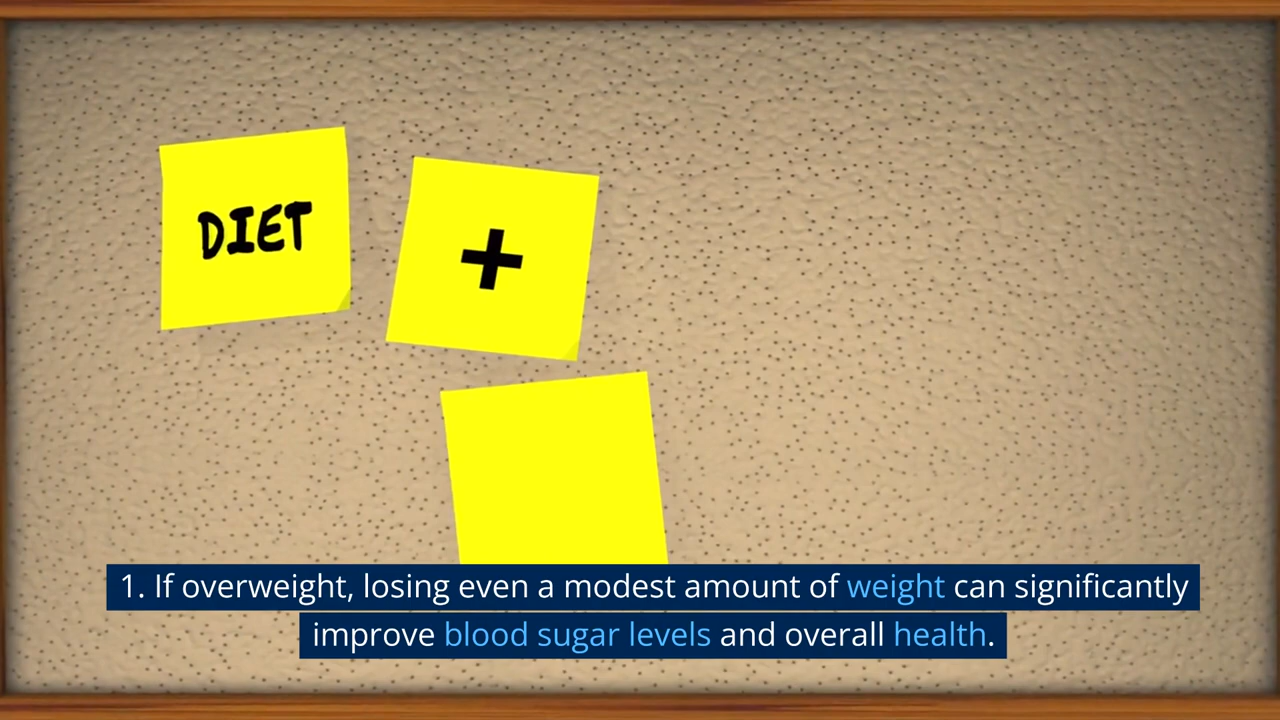 DIET
+
1. If overweight, losing even a modest amount of weight can significantly
improve blood sugar levels and overall health.